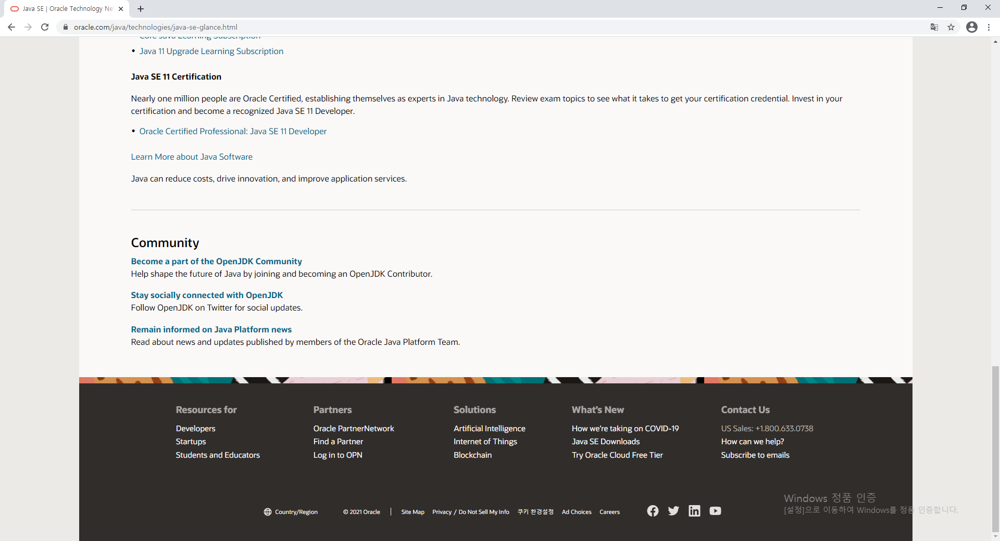 Java SE | Oracle Technology Ne
oracle.com/java/technologies/java-se-glance.html
Core Java Learning Subscription
• Java 11 Upgrade Learning Subscription
Java SE 11 Certification
Nearly one million people are Oracle Certified, establishing themselves as experts in Java technology. Review exam topics to see what it takes to get your certification credential. Invest in your
certification and become a recognized Java SE 11 Developer.
• Oracle Certified Professional: Java SE 11 Developer
Learn More about Java Software
Java can reduce costs, drive innovation, and improve application services.
Community
Become a part of the OpenJDK Community
Help shape the future of Java by joining and becoming an OpenJDK Contributor.
Stay socially connected with OpenJDK
Follow OpenJDK on Twitter for social updates.
Remain informed on Java Platform news
Read about news and updates published by members of the Oracle Java Platform Team.
Resources for
Developers
Startups
Students and Educators
Partners
Oracle PartnerNetwork
Find a Partner
Log in to OPN
Solutions
Artificial Intelligence
Internet of Things
Blockchain
What's New
How we're taking on COVID-19
Java SE Downloads
Try Oracle Cloud Free Tier
Contact Us
US Sales: +1.800.633.0738
How can we help?
Subscribe to emails
Country/Region © 2021 Oracle | Site Map Privacy / Do Not Sell My Info 쿠키 환경설정 Ad Choices Careers
Windows 정품 인증
[설정]으로 이동하여 Windows를 정품 인증합니다.